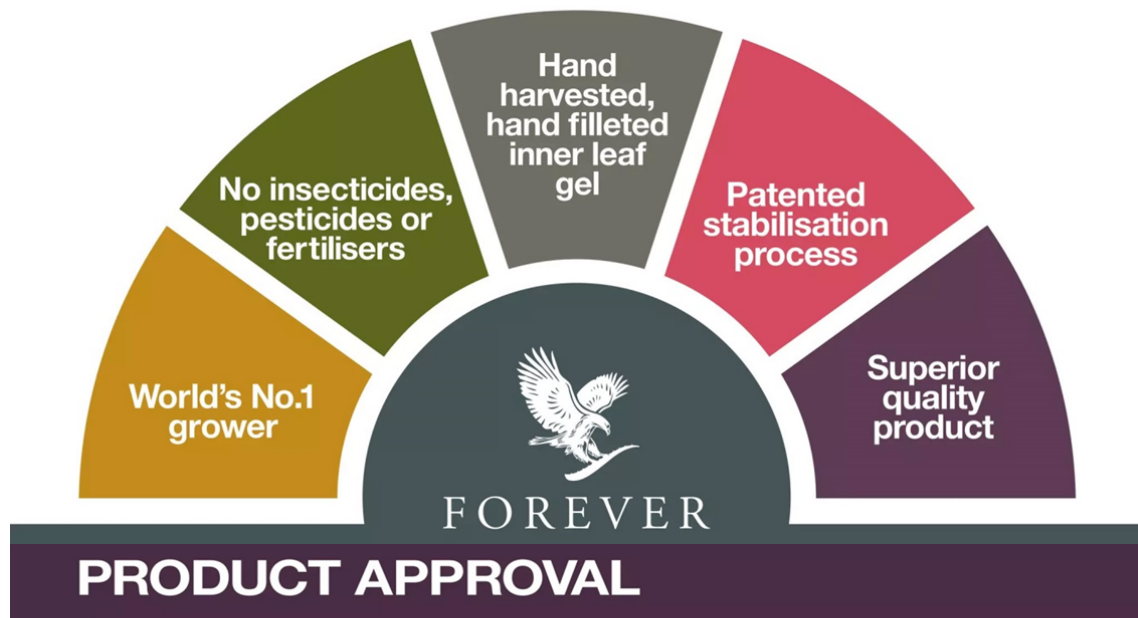 World's No.1
grower
No insecticides,
pesticides or
fertilisers
Hand
harvested,
hand filleted
inner leaf
gel
Patented
stabilisation
process
Superior
quality
product
FOREVER
PRODUCT APPROVAL